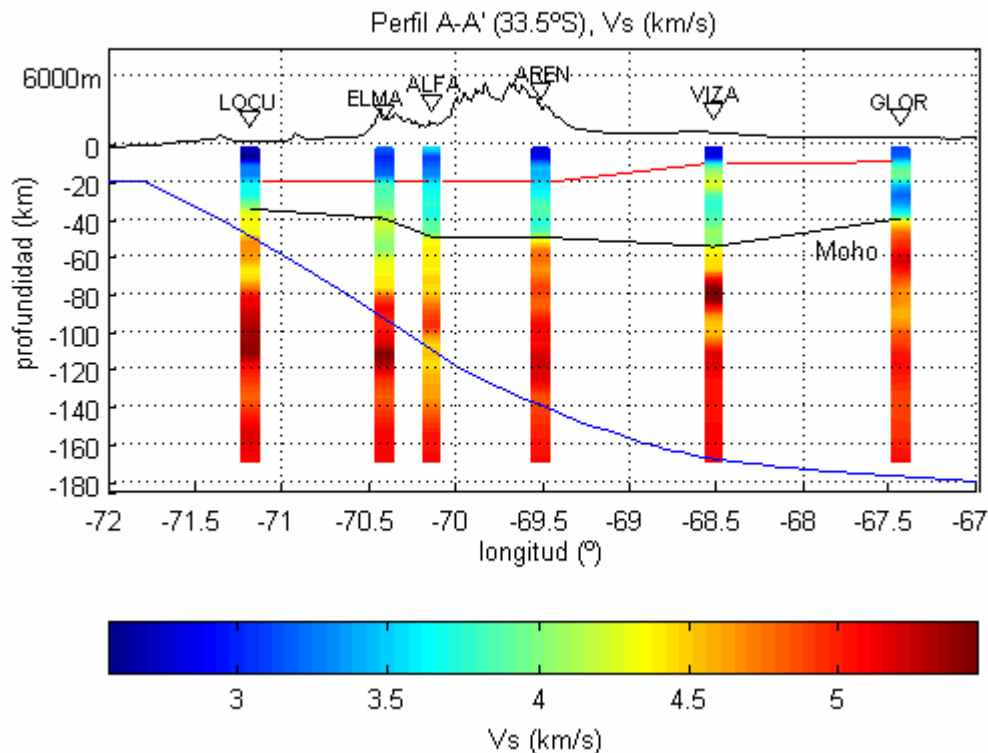 Perfil A-A' (33.5ºS), Vs (km/s)
6000m
LOCU
ELMA
ALFA
AREN
VIZA
GLOR
0
-20
-40
-60
-80
-100
-120
-140
-160
-180
profundidad (km)
Moho
-72
-71.5
-71
-70.5
-70
-69.5
-69
-68.5
-68
-67.5
-67
longitud (º)
3
3.5
4
4.5
5
Vs (km/s)